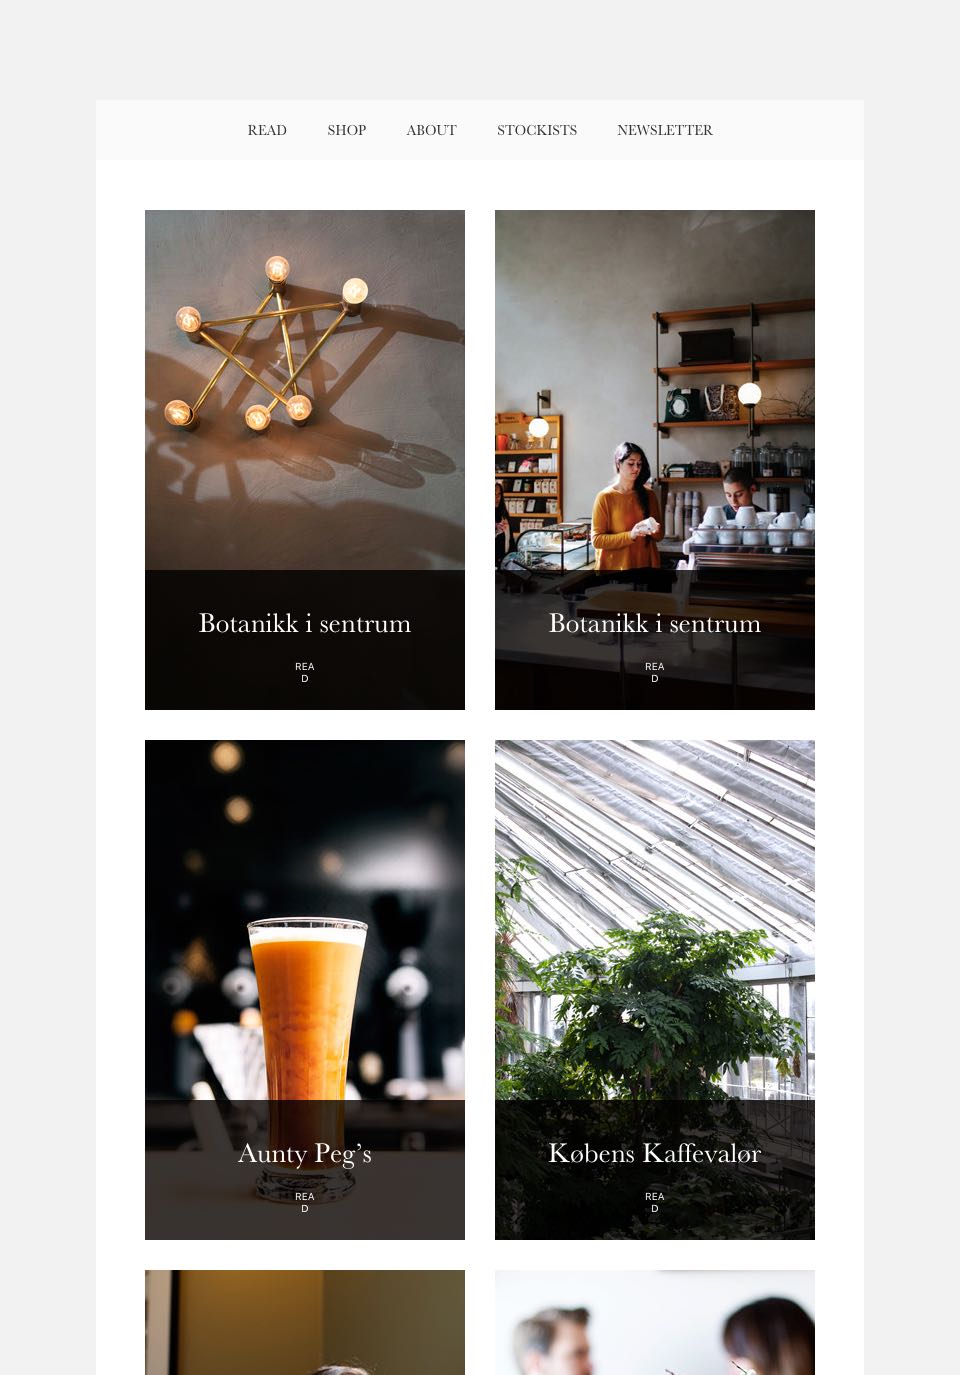 READ SHOP ABOUT STOCKISTS NEWSLETTER
Botanikk i sentrum
REA
D
Botanikk i sentrum
REA
D
Aunty Peg’s
REA
D
Købens Kaffevalør
REA
D